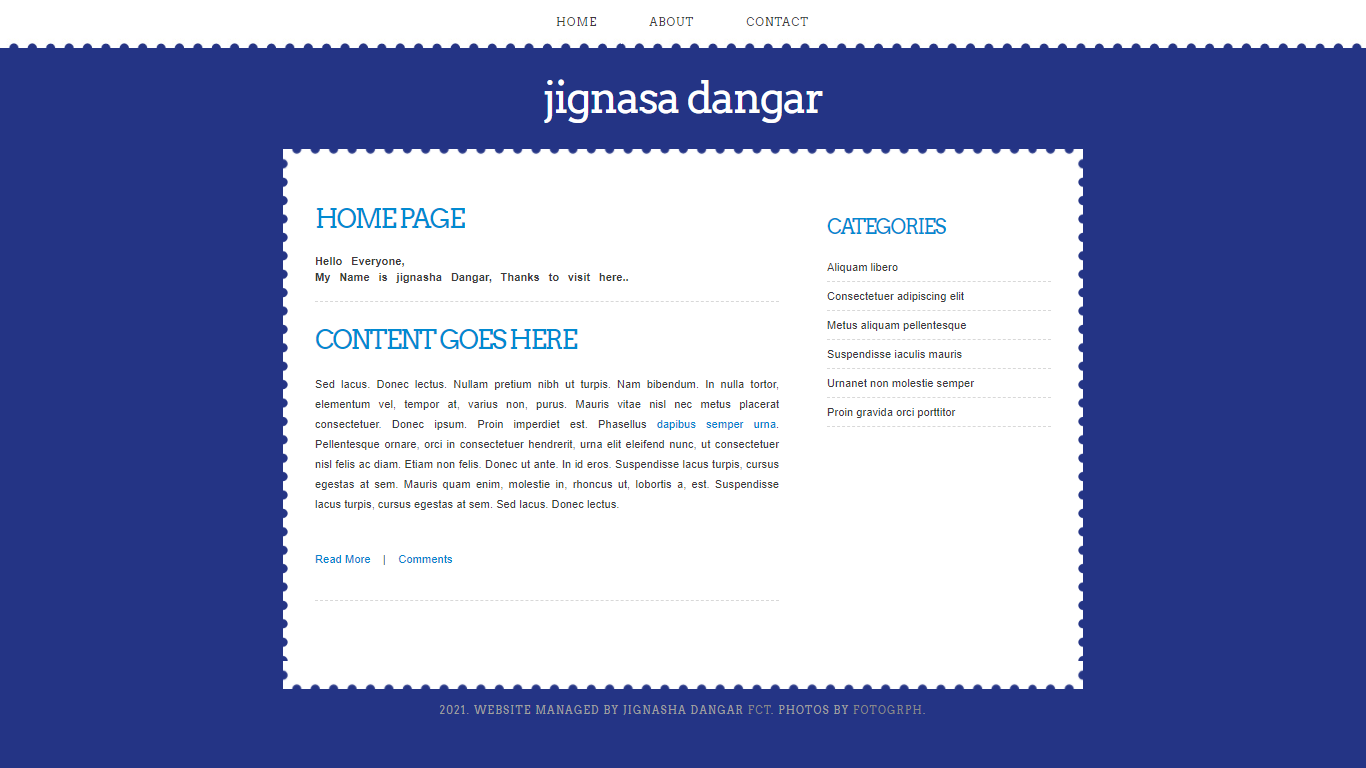 HOME ABOUT CONTACT
jignasa dangar
HOME PAGE
Hello Everyone,
My Name is jignasha Dangar, Thanks to visit here..
CONTENT GOES HERE
Sed lacus. Donec lectus. Nullam pretium nibh ut turpis. Nam bibendum. In nulla tortor,
elementum vel, tempor at, varius non, purus. Mauris vitae nisl nec metus placerat
consectetuer. Donec ipsum. Proin imperdiet est. Phasellus dapibus semper urna.
Pellentesque ornare, orci in consectetuer hendrerit, urna elit eleifend nunc, ut consectetuer
nisl felis ac diam. Etiam non felis. Donec ut ante. In id eros. Suspendisse lacus turpis, cursus
egestas at sem. Mauris quam enim, molestie in, rhoncus ut, lobortis a, est. Suspendisse
lacus turpis, cursus egestas at sem. Sed lacus. Donec lectus.
Read More | Comments
CATEGORIES
Aliquam libero
Consectetuer adipiscing elit
Metus aliquam pellentesque
Suspendisse iaculis mauris
Urnanet non molestie semper
Proin gravida orci porttitor
2021. WEBSITE MANAGED BY JIGNASHA DANGAR FCT. PHOTOS BY FOTOGRPH.